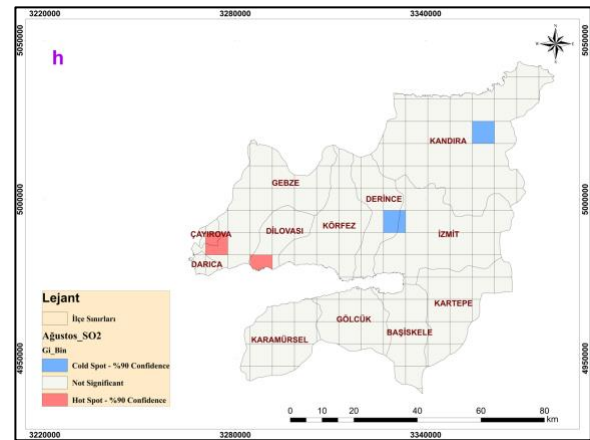 3220000 3280000 3340000
5050000 5050000
h
N
KANDIRA
GEBZE
DERİNCE
DİLOVASI
KÖRFEZ
ÇAYIROVA
İZMİT
DARICA
KARTEPE
GÖLCÜK
BAŞİSKELE
KARAMÜRSEL
5000000 5000000
4950000 4950000
Lejant
İlçe Sınırları
Ağustos_SO2
Gi_Bin
Cold Spot - %90 Confidence
Not Significant
Hot Spot - %90 Confidence
0 10 20 40 60 80
km
3220000 3280000 3340000